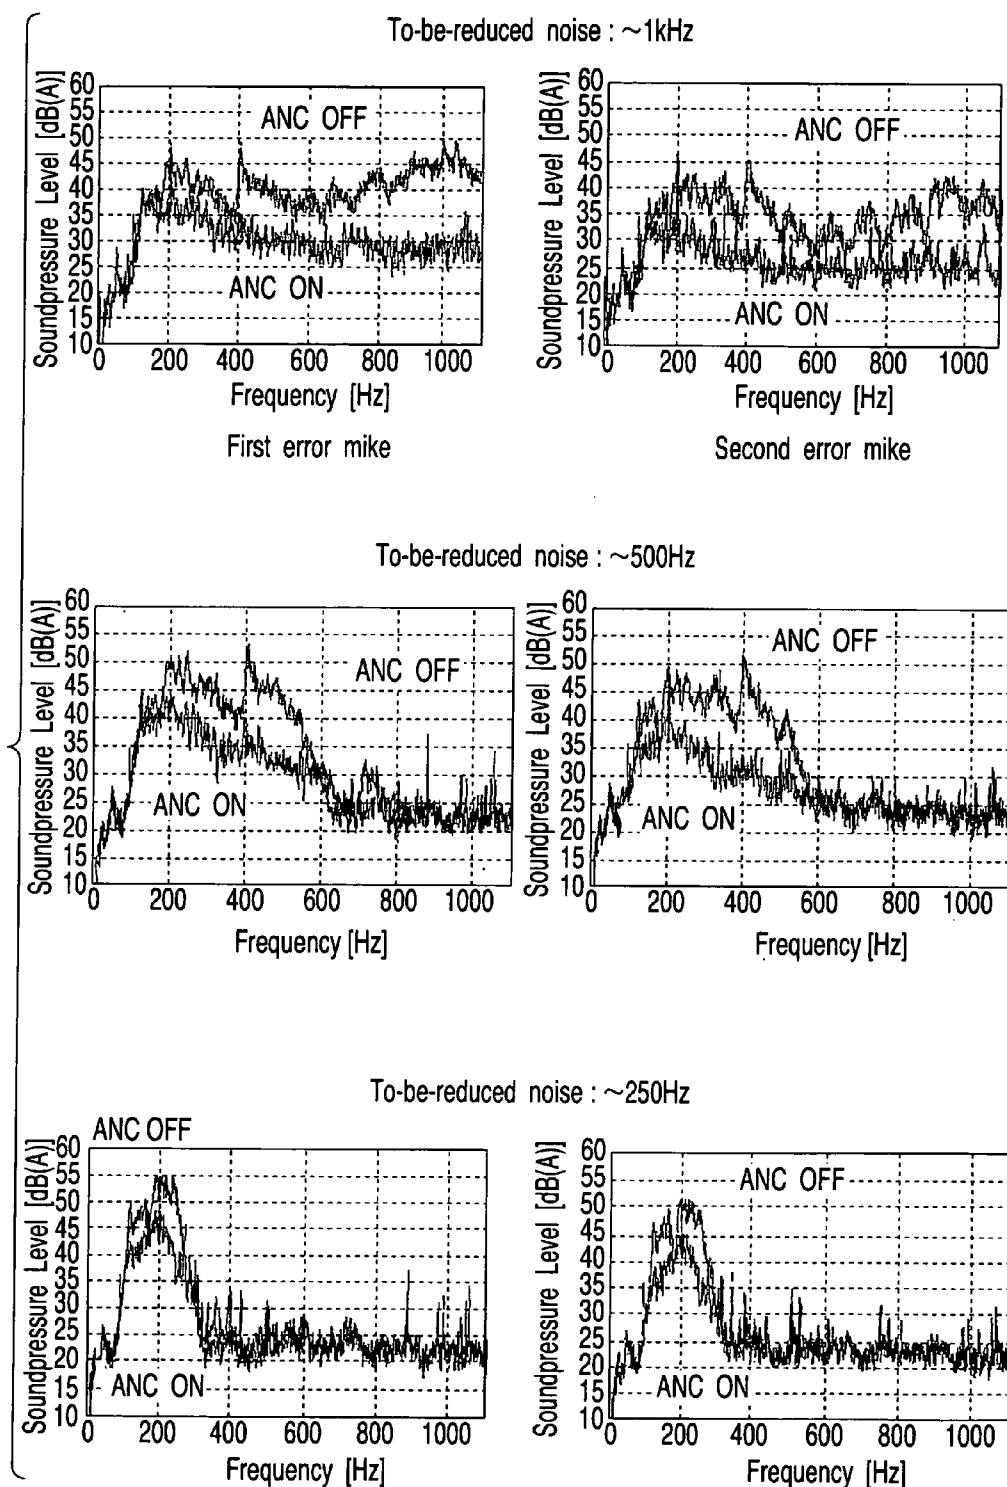 To-be-reduced noise : ~1kHz
Soundpressure Level [dB(A)]
60
55
50
45
40
35
30
25
20
15
10
ANC OFF
ANC ON
0 200 400 600 800 1000
Frequency [Hz]
First error mike
Soundpressure Level [dB(A)]
60
55
50
45
40
35
30
25
20
15
10
ANC OFF
ANC ON
0 200 400 600 800 1000
Frequency [Hz]
Second error mike
To-be-reduced noise : ~500Hz
Soundpressure Level [dB(A)]
60
55
50
45
40
35
30
25
20
15
10
ANC OFF
ANC ON
0 200 400 600 800 1000
Frequency [Hz]
Soundpressure Level [dB(A)]
60
55
50
45
40
35
30
25
20
15
10
ANC OFF
ANC ON
0 200 400 600 800 1000
Frequency [Hz]
To-be-reduced noise : ~250Hz
ANC OFF
Soundpressure Level [dB(A)]
60
55
50
45
40
35
30
25
20
15
10
ANC ON
0 200 400 600 800 1000
Frequency [Hz]
Soundpressure Level [dB(A)]
60
55
50
45
40
35
30
25
20
15
10
ANC OFF
ANC ON
0 200 400 600 800 1000
Frequency [Hz]